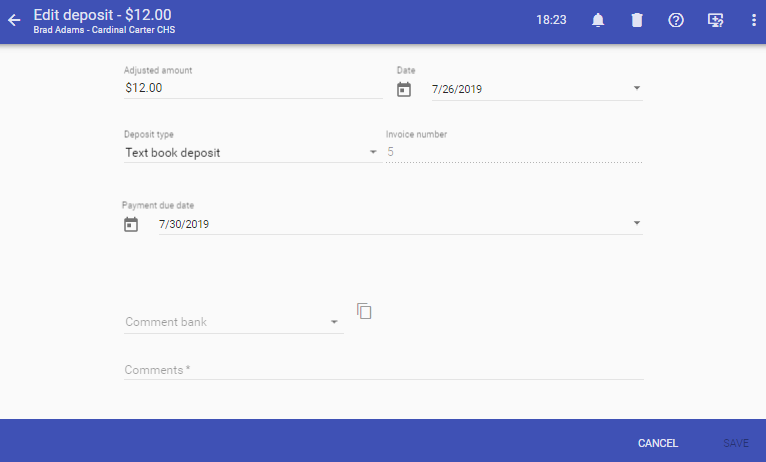 Edit deposit - $12.00
Brad Adams - Cardinal Carter CHS
18:23
Adjusted amount
$12.00
Date
7/26/2019
Deposit type
Text book deposit
Invoice number
5
Payment due date
7/30/2019
Comment bank
Comments *
CANCEL
SAVE